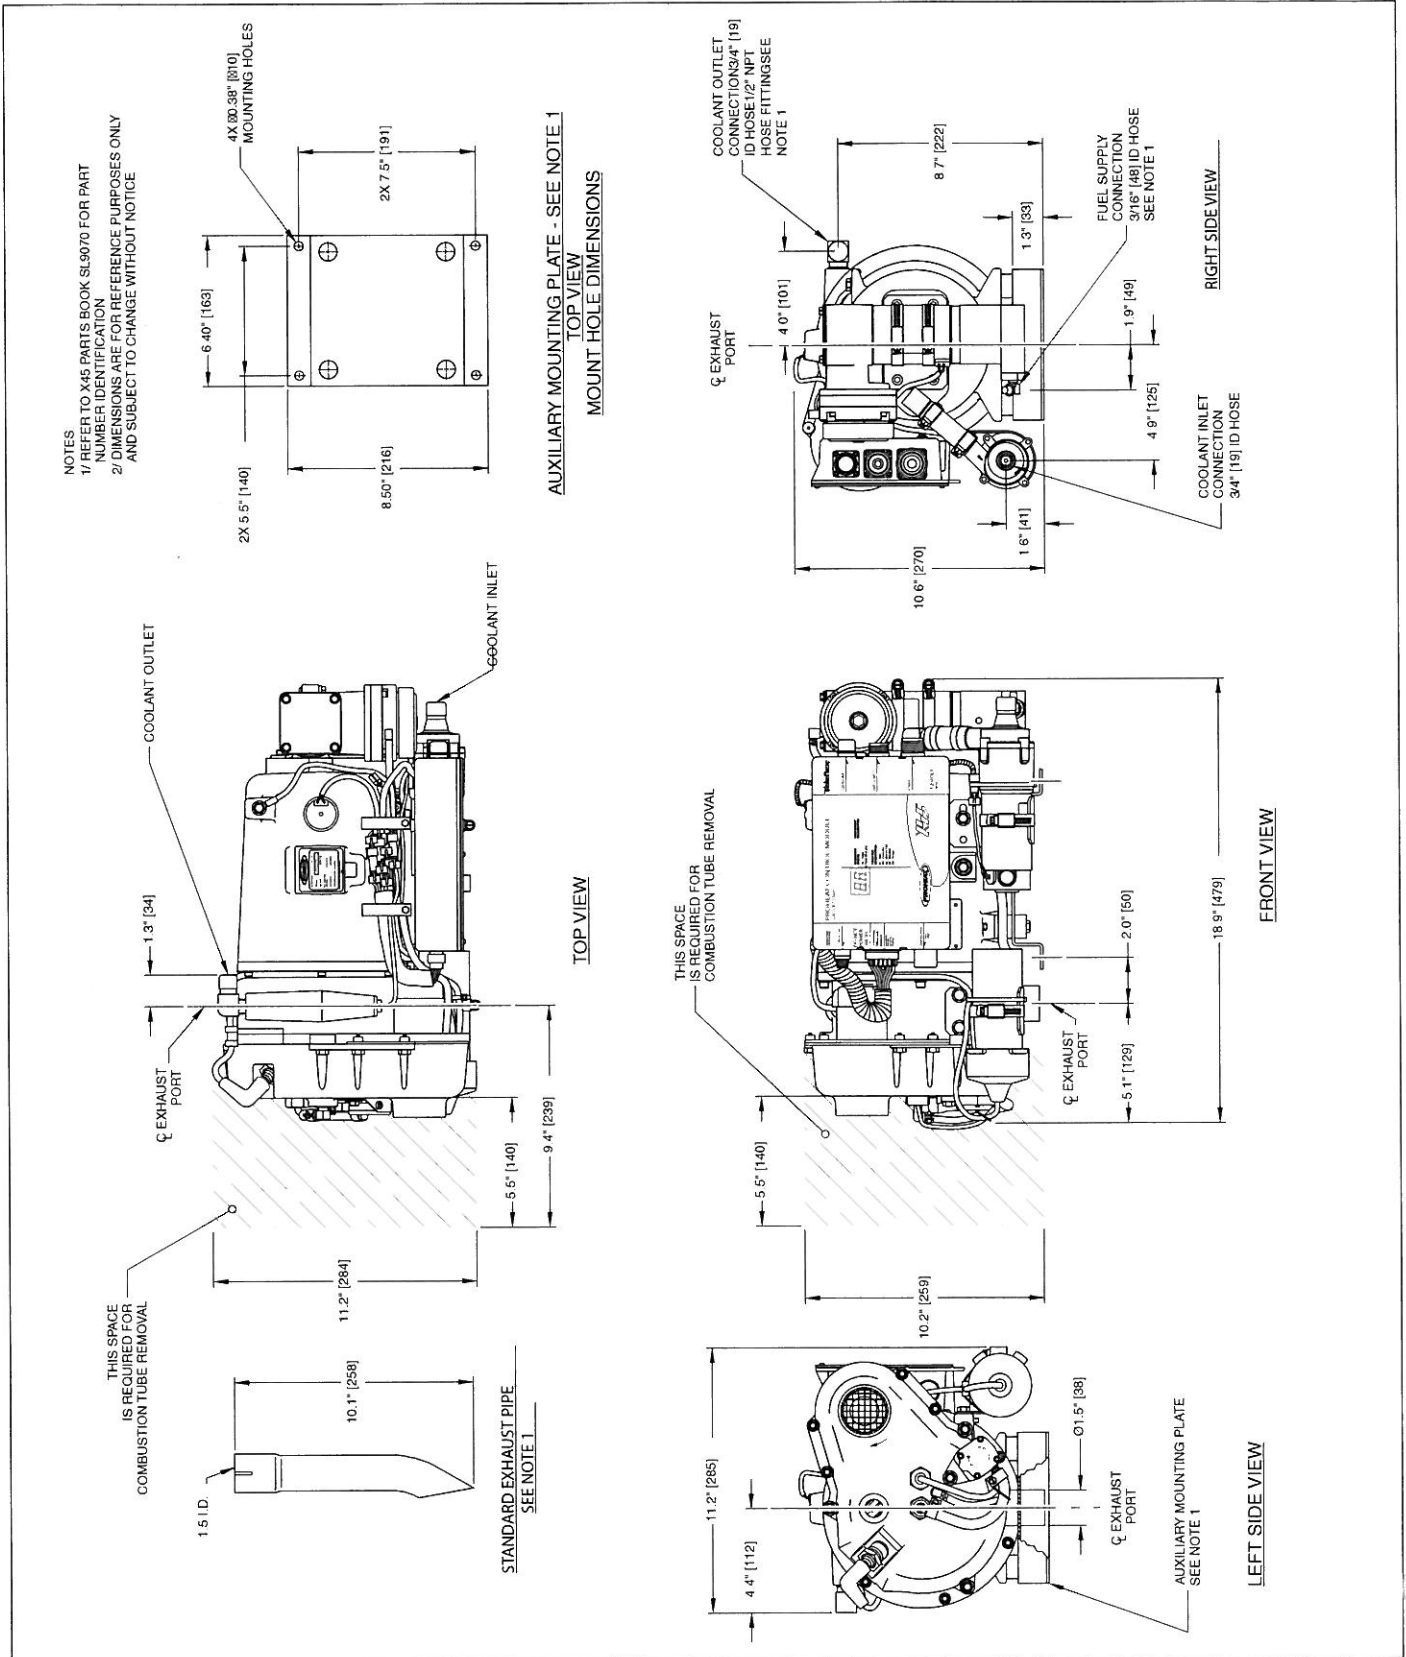 NOTES
1/ REFER TO X45 PARTS BOOK SL9070 FOR PART
NUMBER IDENTIFICATION
2/ DIMENSIONS ARE FOR REFERENCE PURPOSES ONLY
AND SUBJECT TO CHANGE WITHOUT NOTICE
THIS SPACE
IS REQUIRED FOR
COMBUSTION TUBE REMOVAL
1 5 I.D.
10.1" [258]
STANDARD EXHAUST PIPE
SEE NOTE 1
11.2" [284]
5.5" [140]
9.4" [239]
℄ EXHAUST
PORT
1.3" [34]
COOLANT OUTLET
COOLANT INLET
TOP VIEW
2X 5 5" [140]
6.40" [163]
8.50" [216]
4X 0.38" [10]
MOUNTING HOLES
2X 7.5" [191]
AUXILIARY MOUNTING PLATE - SEE NOTE 1
TOP VIEW
MOUNT HOLE DIMENSIONS
11.2" [285]
4 4" [112]
Ø1.5" [38]
℄ EXHAUST
PORT
AUXILIARY MOUNTING PLATE
SEE NOTE 1
LEFT SIDE VIEW
THIS SPACE
IS REQUIRED FOR
COMBUSTION TUBE REMOVAL
5 5" [140]
10.2" [259]
℄ EXHAUST
PORT
5.1" [129]
2.0" [50]
18.9" [479]
FRONT VIEW
℄ EXHAUST
PORT
4 0" [101]
COOLANT OUTLET
CONNECTION3/4" [19]
ID HOSE1/2" NPT
HOSE FITTINGSEE
NOTE 1
8 7" [222]
1 3" [33]
10 6" [270]
1 6" [41]
4 9" [125]
1.9" [49]
FUEL SUPPLY
CONNECTION
3/16" [48] ID HOSE
SEE NOTE 1
COOLANT INLET
CONNECTION
3/4" [19] ID HOSE
RIGHT SIDE VIEW